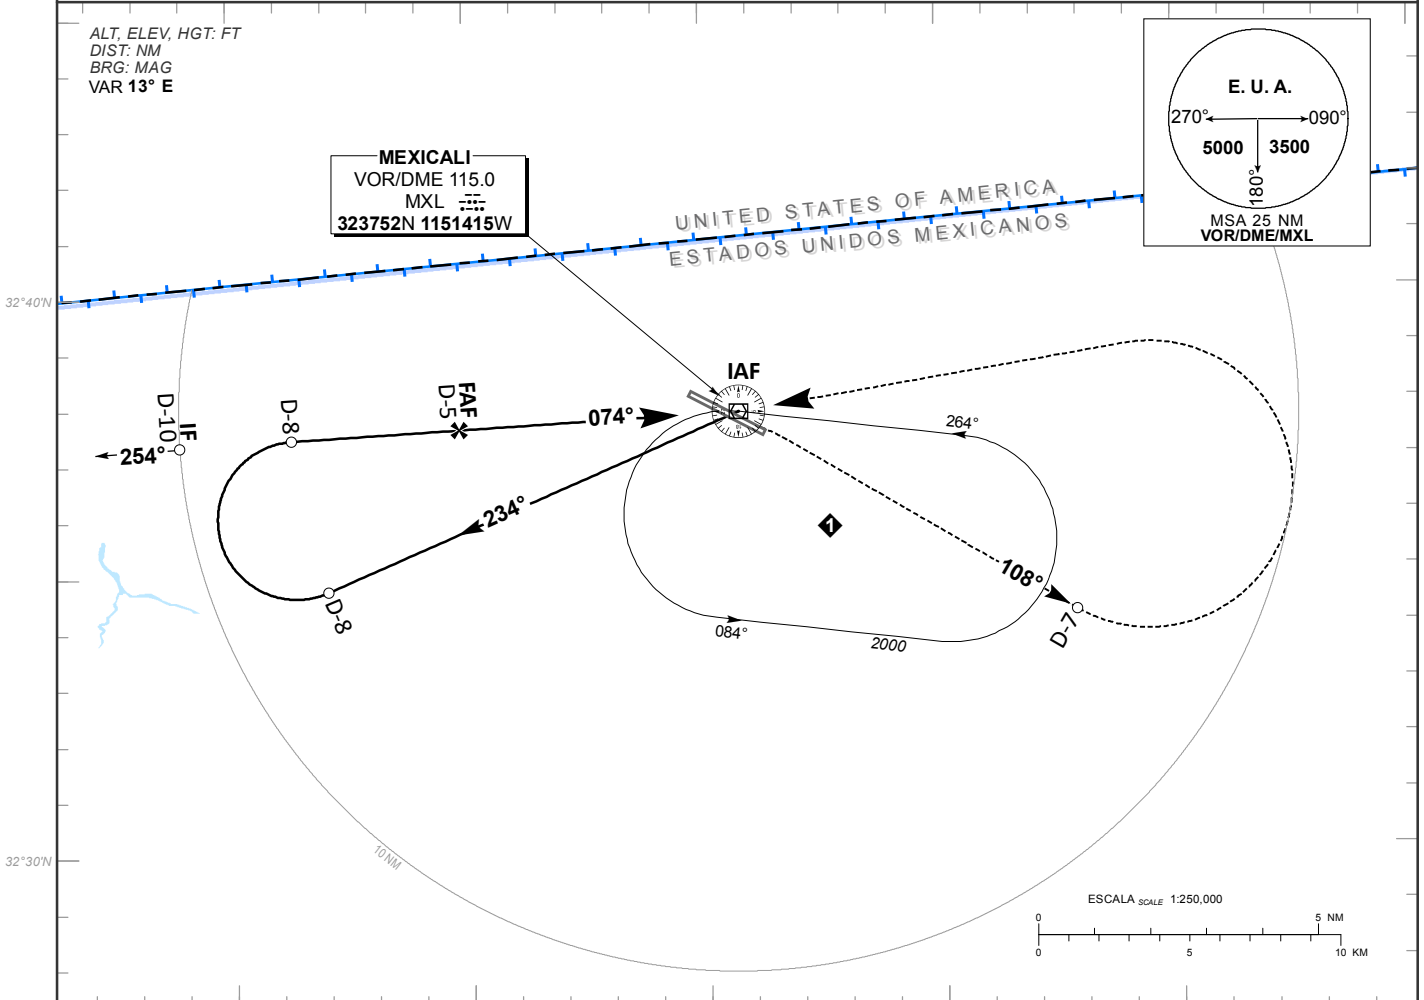 ALT, ELEV, HGT: FT
DIST: NM
BRG: MAG
VAR 13° E
E. U. A.
270°
090°
5000
3500
180°
MSA 25 NM
VOR/DME/MXL
MEXICALI
VOR/DME 115.0
MXL
323752N 1151415W
UNITED STATES OF AMERICA
ESTADOS UNIDOS MEXICANOS
32°40'N
IAF
D-10
IF
254°
D-8
FAF
D-5
074°
264°
234°
1
108°
D-8
084°
2000
D-7
32°30'N
10 NM
ESCALA SCALE 1:250,000
0 5 NM
0 5 10 KM